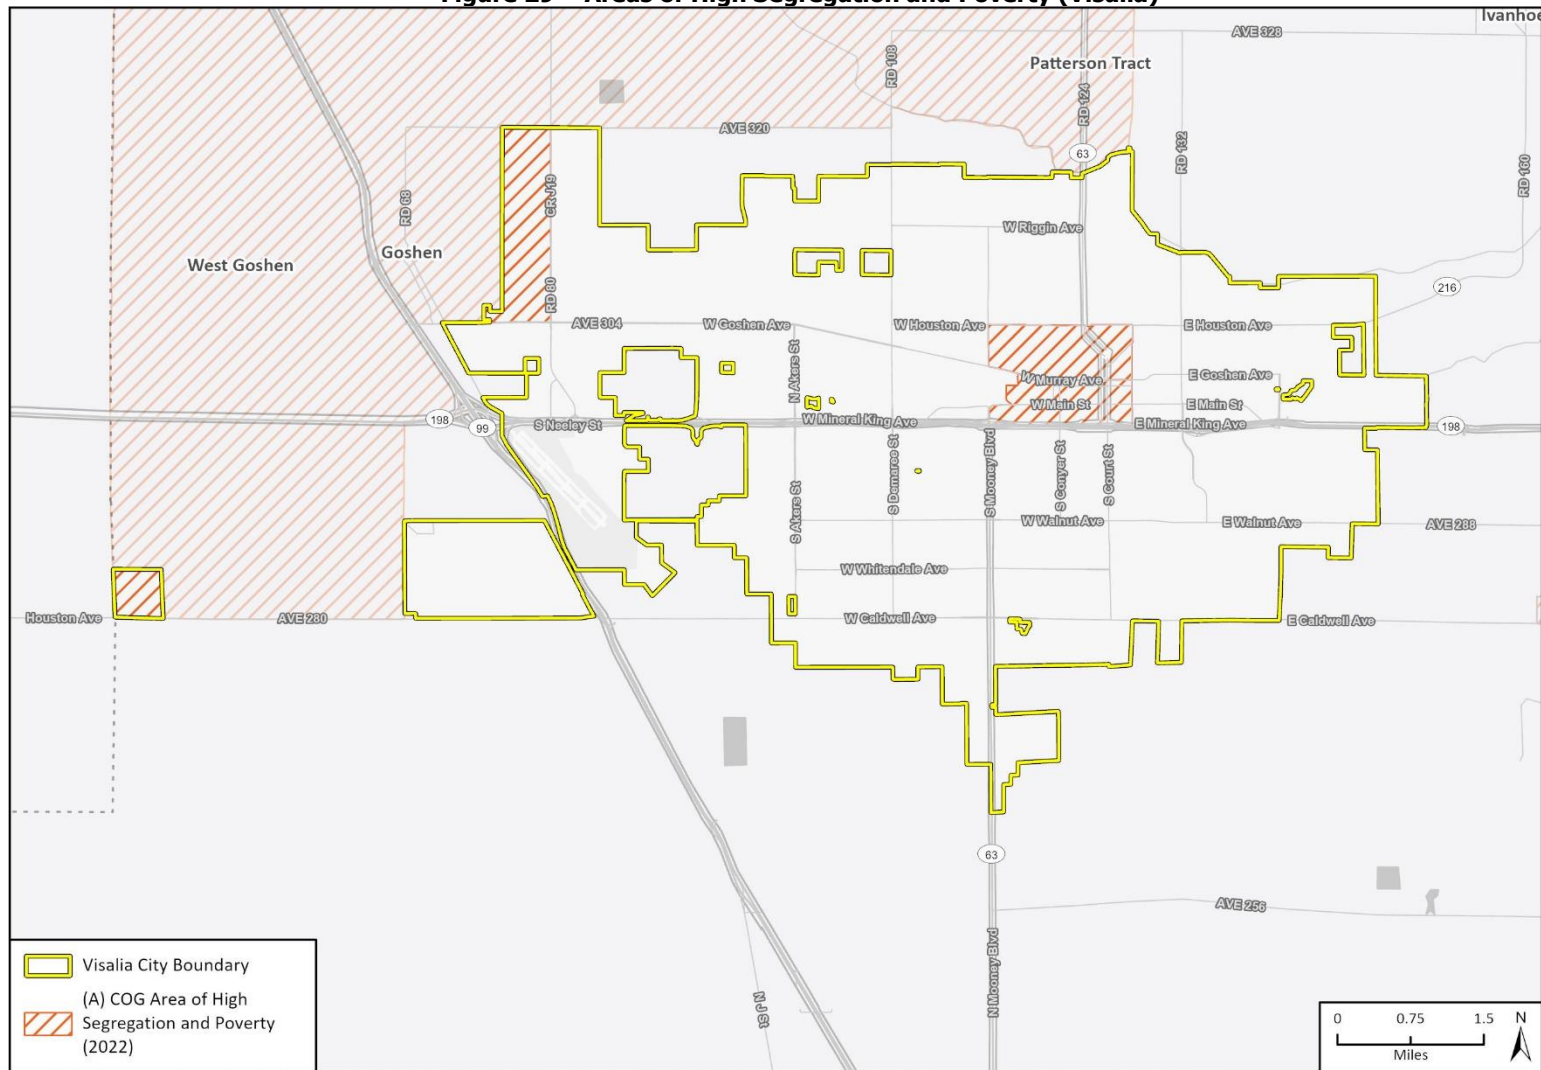 Figure 29 – Areas of High Segregation and Poverty (Visalia)
Ivanhoe
AVE 328
Patterson Tract
RD 108
RD 124
AVE 320
RD 132
63
RD 160
CR J19
RD 68
W Riggin Ave
Goshen
West Goshen
216
RD 80
AVE 304
W Goshen Ave
W Houston Ave
E Houston Ave
N Akers St
W Murray Ave
E Goshen Ave
W Main St
E Main St
198
99
S Neeley St
W Mineral King Ave
E Mineral King Ave
198
S Demaree St
S Mooney Blvd
S Conyer St
S Court St
S Akers St
W Walnut Ave
E Walnut Ave
AVE 288
W Whitendale Ave
Houston Ave
AVE 280
W Caldwell Ave
E Caldwell Ave
63
AVE 256
N Mooney Blvd
N J St
Visalia City Boundary
(A) COG Area of High
Segregation and Poverty
(2022)
0 0.75 1.5
Miles
N